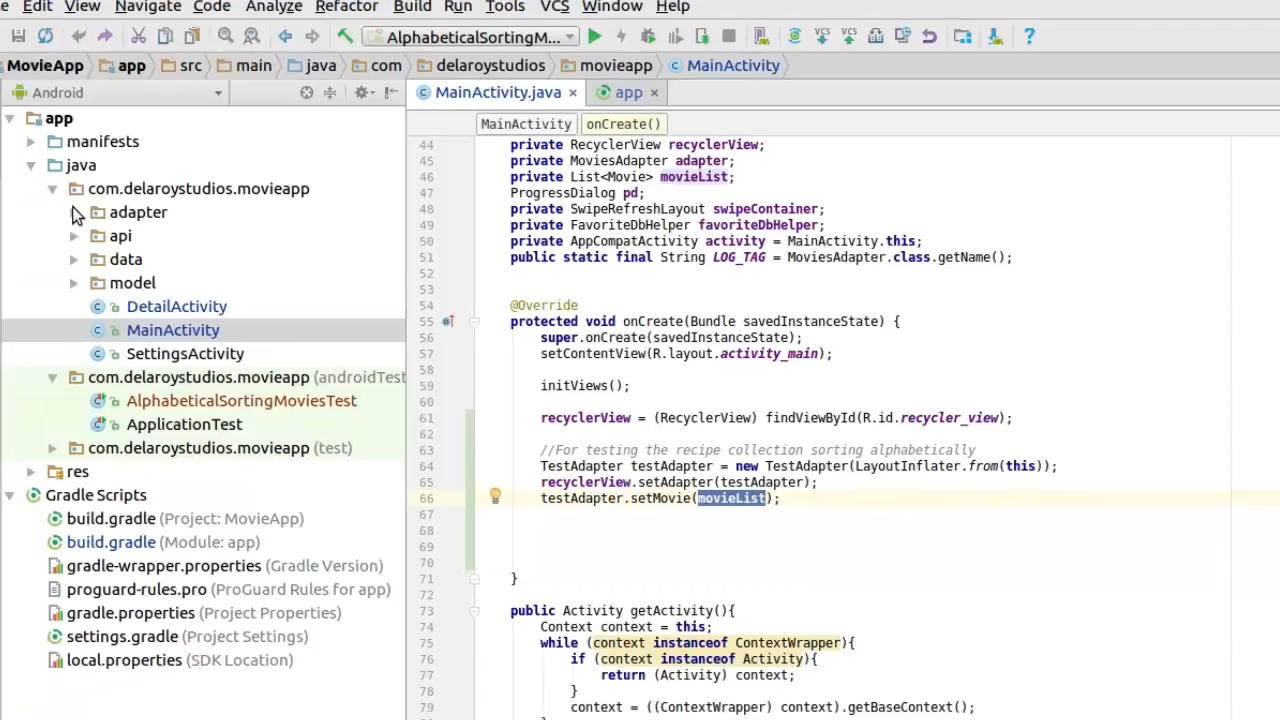 e Edit View Navigate Code Analyze Refactor Build Run Tools VCS Window Help
AlphabeticalSortingM...
VCS VCS
MovieApp app src main java com delaroystudios movieapp MainActivity
Android
MainActivity.java app
MainActivity onCreate()
app
manifests
java
com.delaroystudios.movieapp
adapter
api
data
model
DetailActivity
MainActivity
SettingsActivity
com.delaroystudios.movieapp (androidTest
AlphabeticalSortingMoviesTest
ApplicationTest
com.delaroystudios.movieapp (test)
res
Gradle Scripts
build.gradle (Project: MovieApp)
build.gradle (Module: app)
gradle-wrapper.properties (Gradle Version)
proguard-rules.pro (ProGuard Rules for app)
gradle.properties (Project Properties)
settings.gradle (Project Settings)
local.properties (SDK Location)
44 private RecyclerView recyclerView;
45 private MoviesAdapter adapter;
46 private List<Movie> movieList;
47 ProgressDialog pd;
48 private SwipeRefreshLayout swipeContainer;
49 private FavoriteDbHelper favoriteDbHelper;
50 private AppCompatActivity activity = MainActivity.this;
51 public static final String LOG_TAG = MoviesAdapter.class.getName();
52
53
54 @Override
55 protected void onCreate(Bundle savedInstanceState) {
56 super.onCreate(savedInstanceState);
57 setContentView(R.layout.activity_main);
58
59 initViews();
60
61 recyclerView = (RecyclerView) findViewById(R.id.recycler_view);
62
63 //For testing the recipe collection sorting alphabetically
64 TestAdapter testAdapter = new TestAdapter(LayoutInflater.from(this));
65 recyclerView.setAdapter(testAdapter);
66 testAdapter.setMovie(movieList);
67
68
69
70
71 }
72
73 public Activity getActivity(){
74 Context context = this;
75 while (context instanceof ContextWrapper){
76 if (context instanceof Activity){
77 return (Activity) context;
78 }
79 context = ((ContextWrapper) context).getBaseContext();